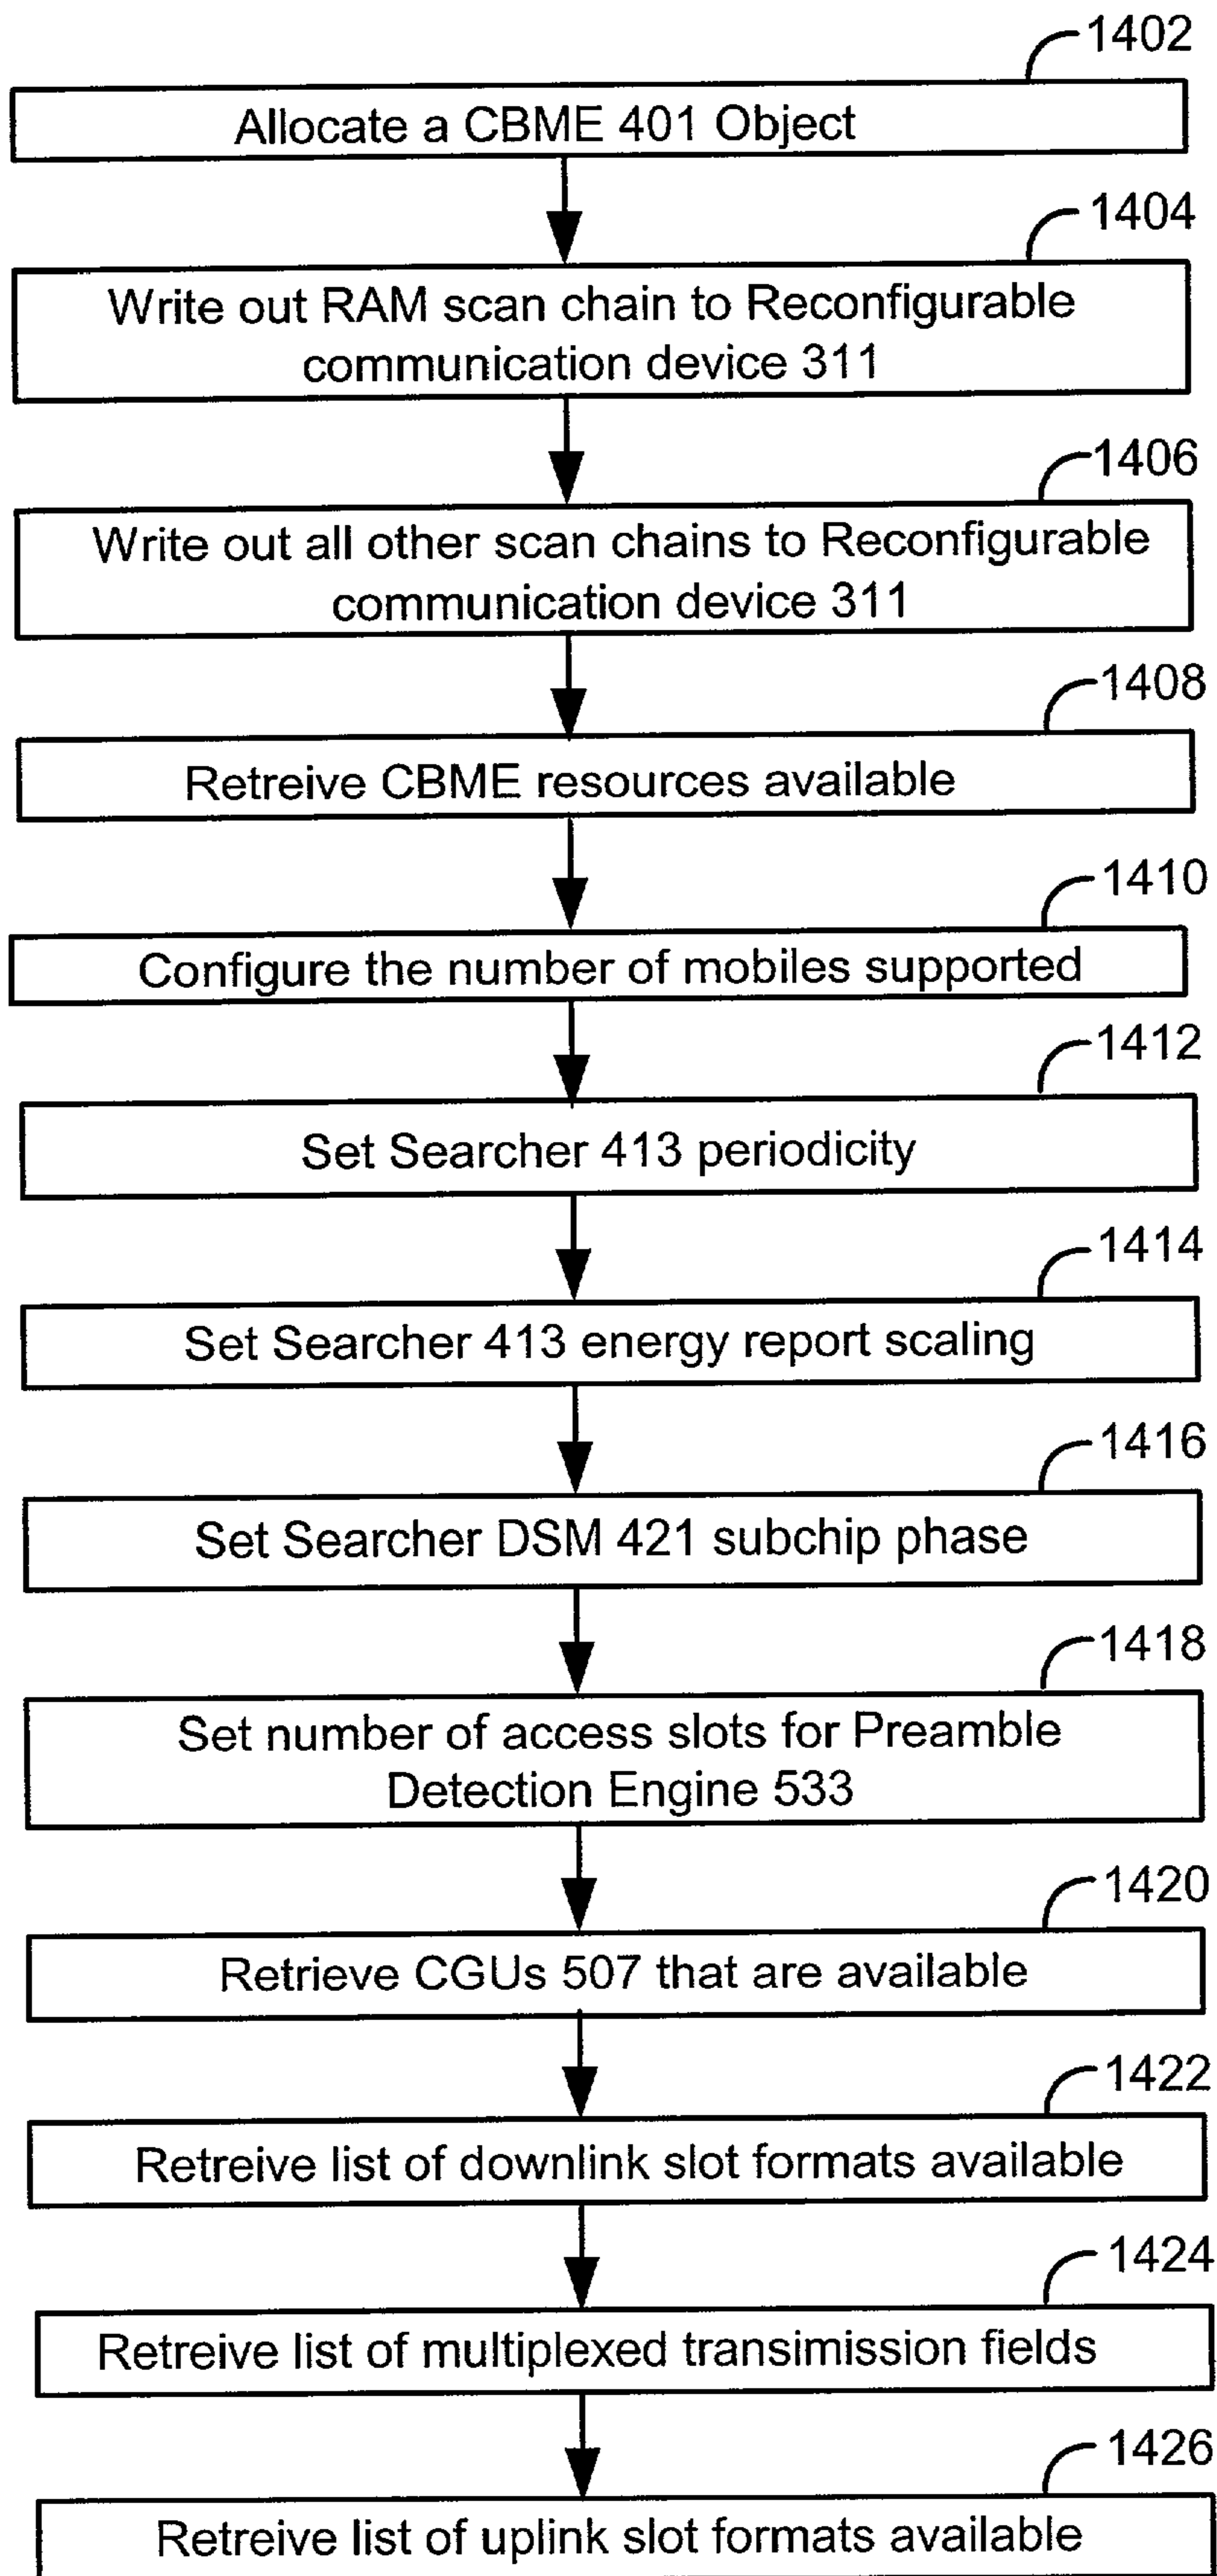 1402
Allocate a CBME 401 Object
1404
Write out RAM scan chain to Reconfigurable
communication device 311
1406
Write out all other scan chains to Reconfigurable
communication device 311
1408
Retreive CBME resources available
1410
Configure the number of mobiles supported
1412
Set Searcher 413 periodicity
1414
Set Searcher 413 energy report scaling
1416
Set Searcher DSM 421 subchip phase
1418
Set number of access slots for Preamble
Detection Engine 533
1420
Retrieve CGUs 507 that are available
1422
Retreive list of downlink slot formats available
1424
Retreive list of multiplexed transimission fields
1426
Retreive list of uplink slot formats available